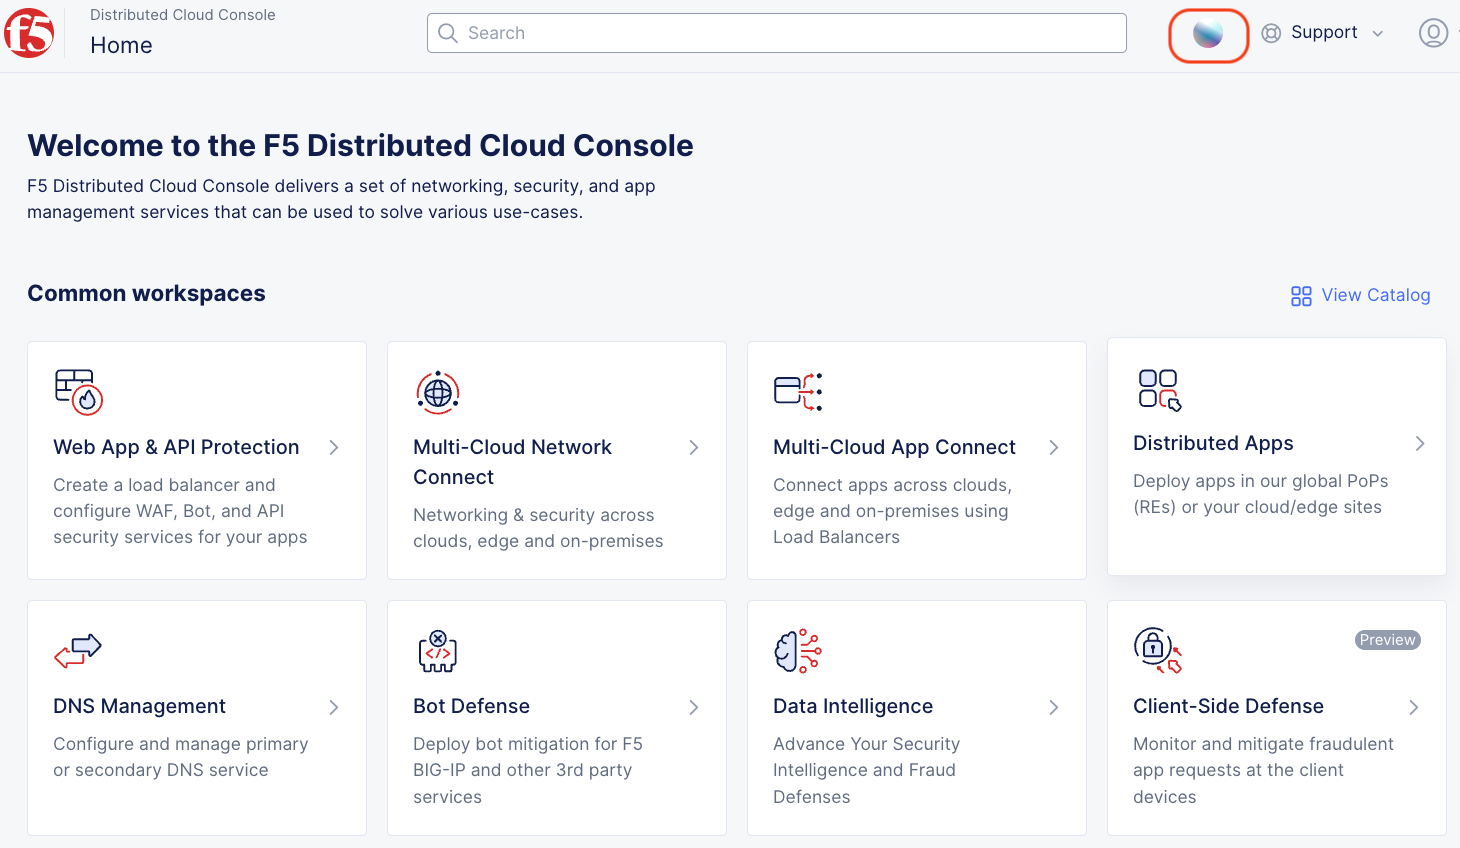 f5
Distributed Cloud Console
Home
Search
Support
Welcome to the F5 Distributed Cloud Console
F5 Distributed Cloud Console delivers a set of networking, security, and app
management services that can be used to solve various use-cases.
Common workspaces
View Catalog
Web App & API Protection
Create a load balancer and
configure WAF, Bot, and API
security services for your apps
Multi-Cloud Network
Connect
Networking & security across
clouds, edge and on-premises
Multi-Cloud App Connect
Connect apps across clouds,
edge and on-premises using
Load Balancers
Distributed Apps
Deploy apps in our global PoPs
(REs) or your cloud/edge sites
DNS Management
Configure and manage primary
or secondary DNS service
Bot Defense
Deploy bot mitigation for F5
BIG-IP and other 3rd party
services
Data Intelligence
Advance Your Security
Intelligence and Fraud
Defenses
Preview
Client-Side Defense
Monitor and mitigate fraudulent
app requests at the client
devices